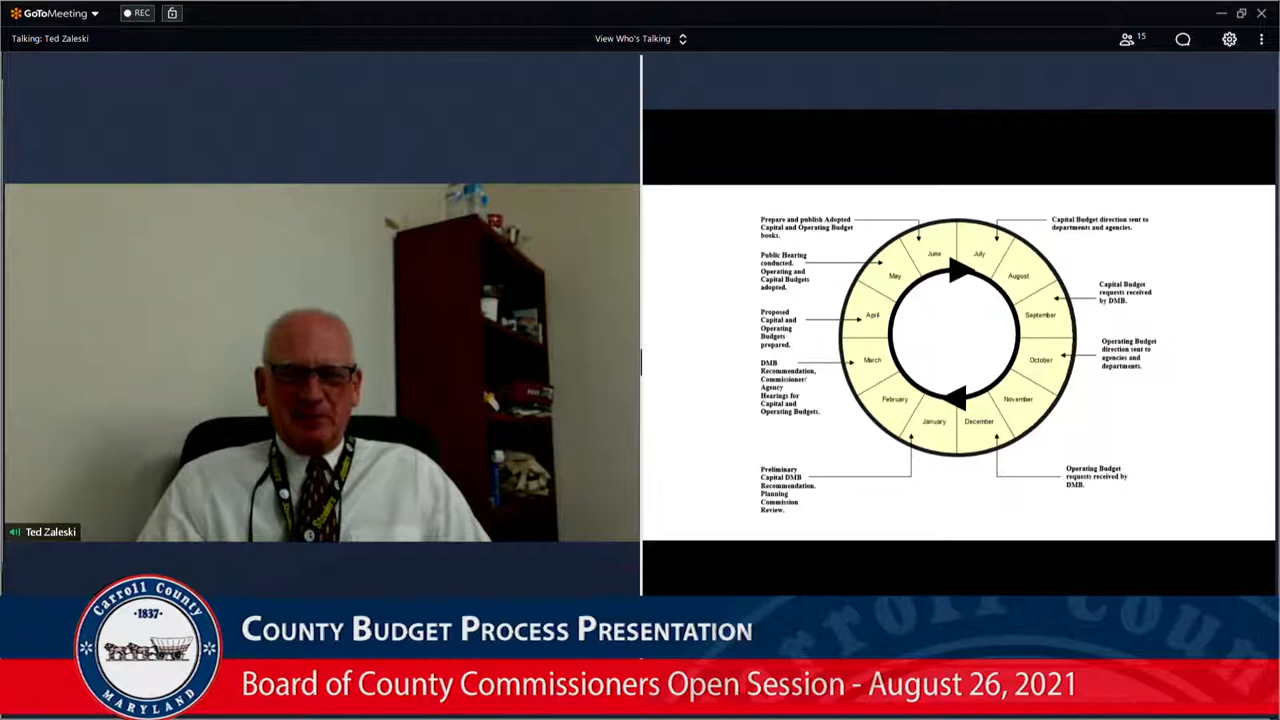 GoToMeeting
REC
Talking: Ted Zaleski
View Who's Talking
15
Prepare and publish Adopted
Capital and Operating Budget
books.
Public Hearing
conducted.
Operating and
Capital Budgets
adopted.
Proposed
Capital and
Operating
Budgets
prepared.
DMB
Recommendation,
Commissioner/
Agency
Hearings for
Capital and
Operating Budgets.
Preliminary
Capital DMB
Recommendation.
Planning
Commission
Review.
June
July
May
August
April
September
March
October
February
November
January
December
Capital Budget direction sent to
departments and agencies.
Capital Budget
requests received
by DMB.
Operating Budget
direction sent to
agencies and
departments.
Operating Budget
requests received by
DMB.
Ted Zaleski
Carroll County
·1837·
MARYLAND
COUNTY BUDGET PROCESS PRESENTATION
Board of County Commissioners Open Session - August 26, 2021